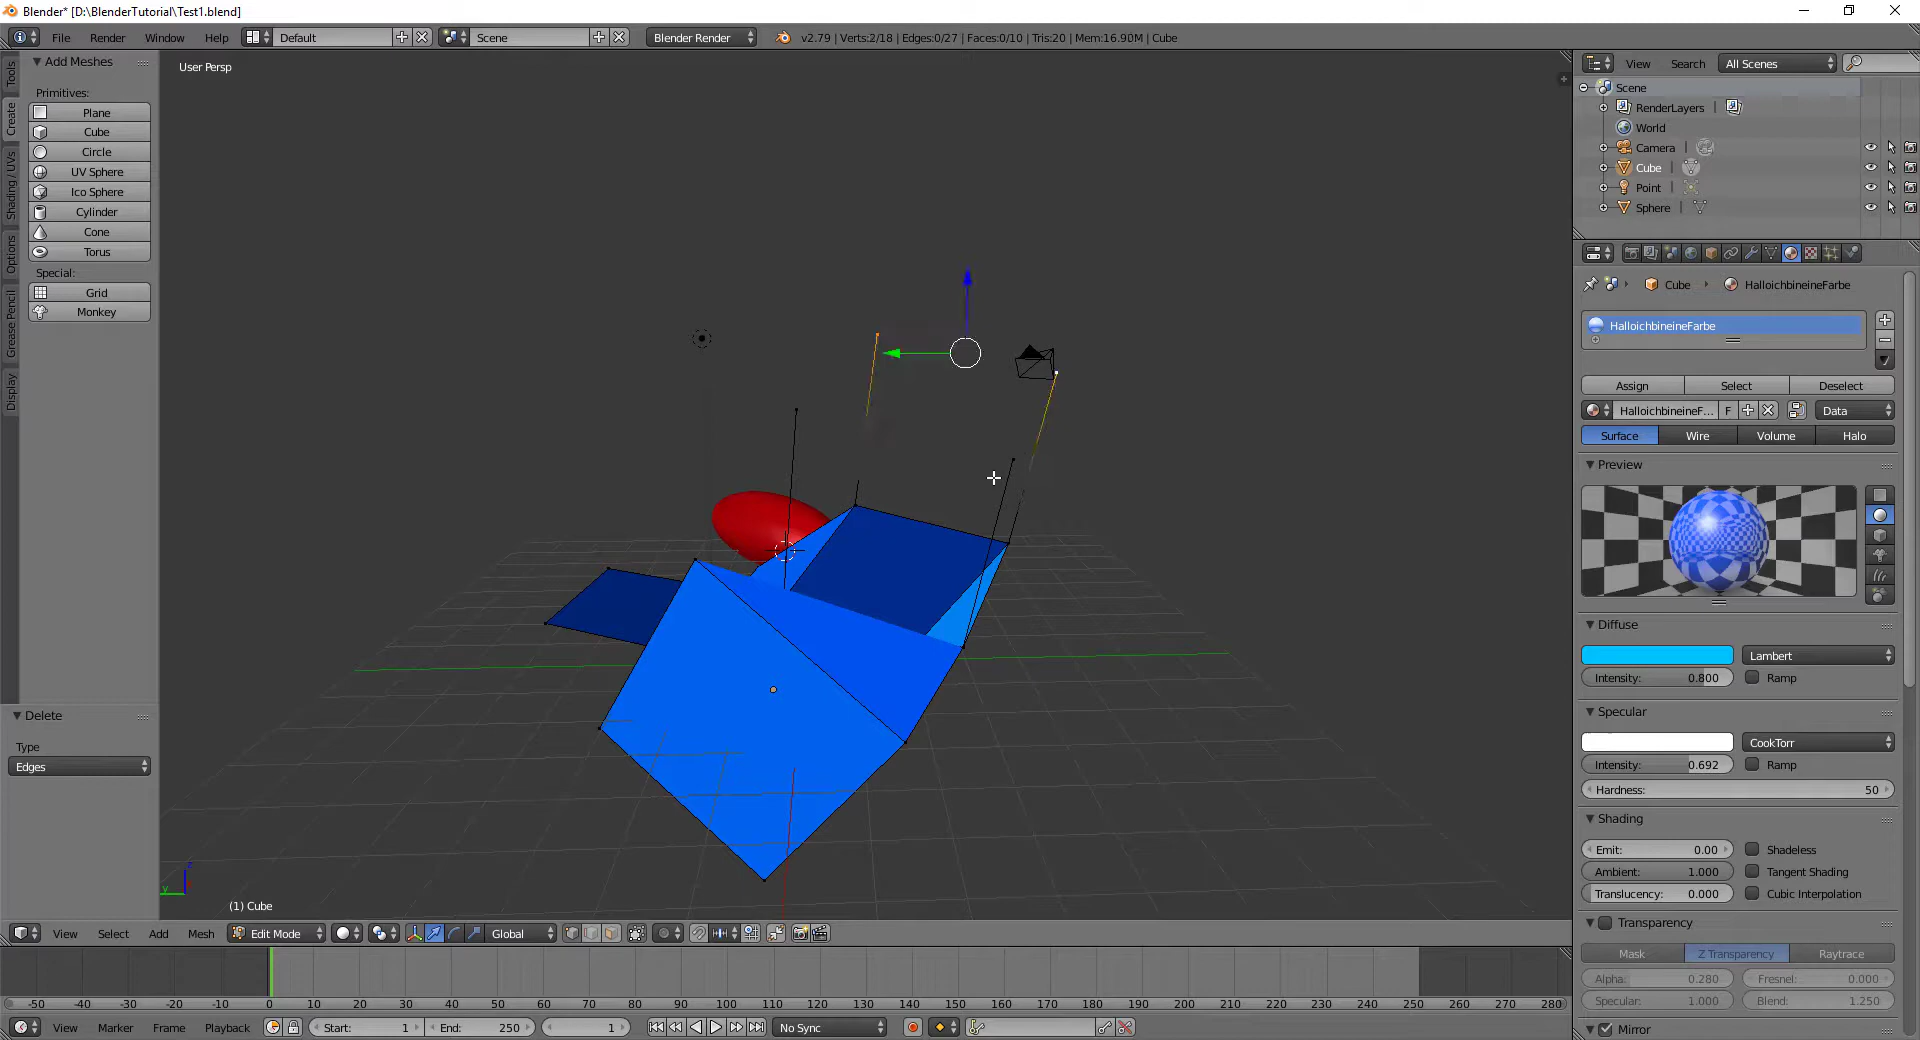 Blender* [D:\BlenderTutorial\Test1.blend]
File Render Window Help Default Scene Blender Render v2.79 | Verts:2/18 | Edges:0/27 | Faces:0/10 | Tris:20 | Mem:16.90M | Cube
Add Meshes
Primitives:
Plane
Cube
Circle
UV Sphere
Ico Sphere
Cylinder
Cone
Torus
Special:
Grid
Monkey
Tools
Create
Shading / UVs
Options
Grease Pencil
Display
Delete
Type
Edges
User Persp
y
z
(1) Cube
View Select Add Mesh Edit Mode Global
-50 -40 -30 -20 -10 0 10 20 30 40 50 60 70 80 90 100 110 120 130 140 150 160 170 180 190 200 210 220 230 240 250 260 270 280
View Marker Frame Playback Start: 1 End: 250 1 No Sync
View Search All Scenes
Scene
RenderLayers |
World
Camera |
Cube |
Point |
Sphere |
Cube HalloichbineineFarbe
HalloichbineineFarbe
Assign Select Deselect
HalloichbineineF... F Data
Surface Wire Volume Halo
Preview
Diffuse
Lambert
Intensity: 0.800 Ramp
Specular
CookTorr
Intensity: 0.692 Ramp
Hardness: 50
Shading
Emit: 0.00 Shadeless
Ambient: 1.000 Tangent Shading
Translucency: 0.000 Cubic Interpolation
Transparency
Mask Z Transparency Raytrace
Alpha: 0.280 Fresnel: 0.000
Specular: 1.000 Blend: 1.250
Mirror